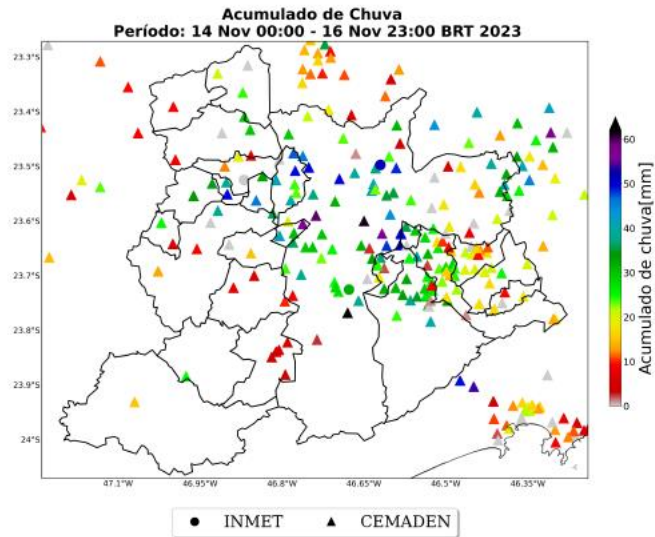 Acumulado de Chuva
Período: 14 Nov 00:00 - 16 Nov 23:00 BRT 2023
23.3°S
23.4°S
23.5°S
23.6°S
23.7°S
23.8°S
23.9°S
24°S
47.1°W
46.95°W
46.8°W
46.65°W
46.5°W
46.35°W
60
50
40
30
20
10
0
Acumulado de chuva[mm]
INMET
CEMADEN